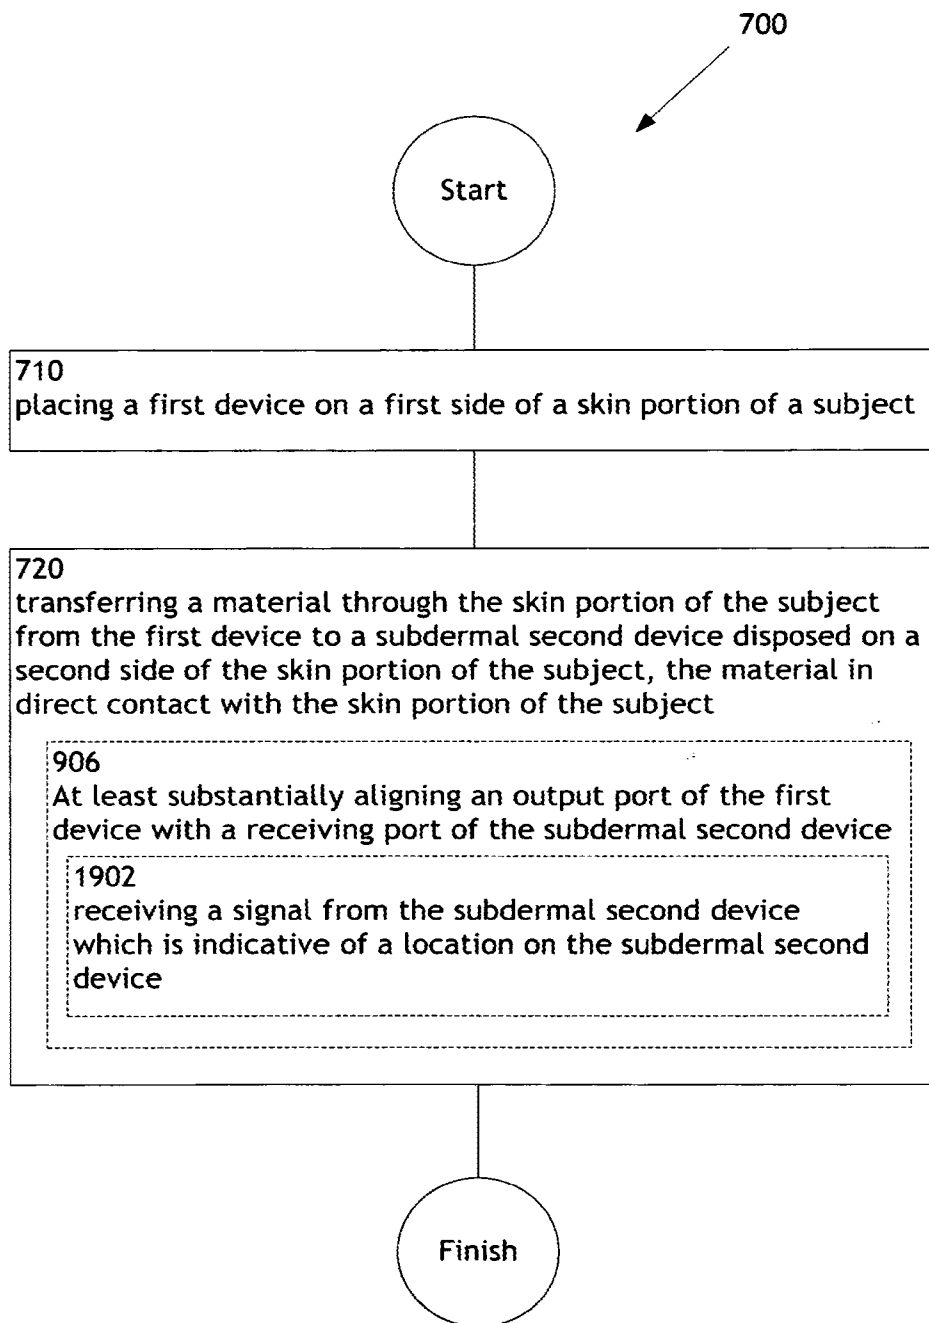 700
Start
710
placing a first device on a first side of a skin portion of a subject
720
transferring a material through the skin portion of the subject
from the first device to a subdermal second device disposed on a
second side of the skin portion of the subject, the material in
direct contact with the skin portion of the subject
906
At least substantially aligning an output port of the first
device with a receiving port of the subdermal second device
1902
receiving a signal from the subdermal second device
which is indicative of a location on the subdermal second
device
Finish